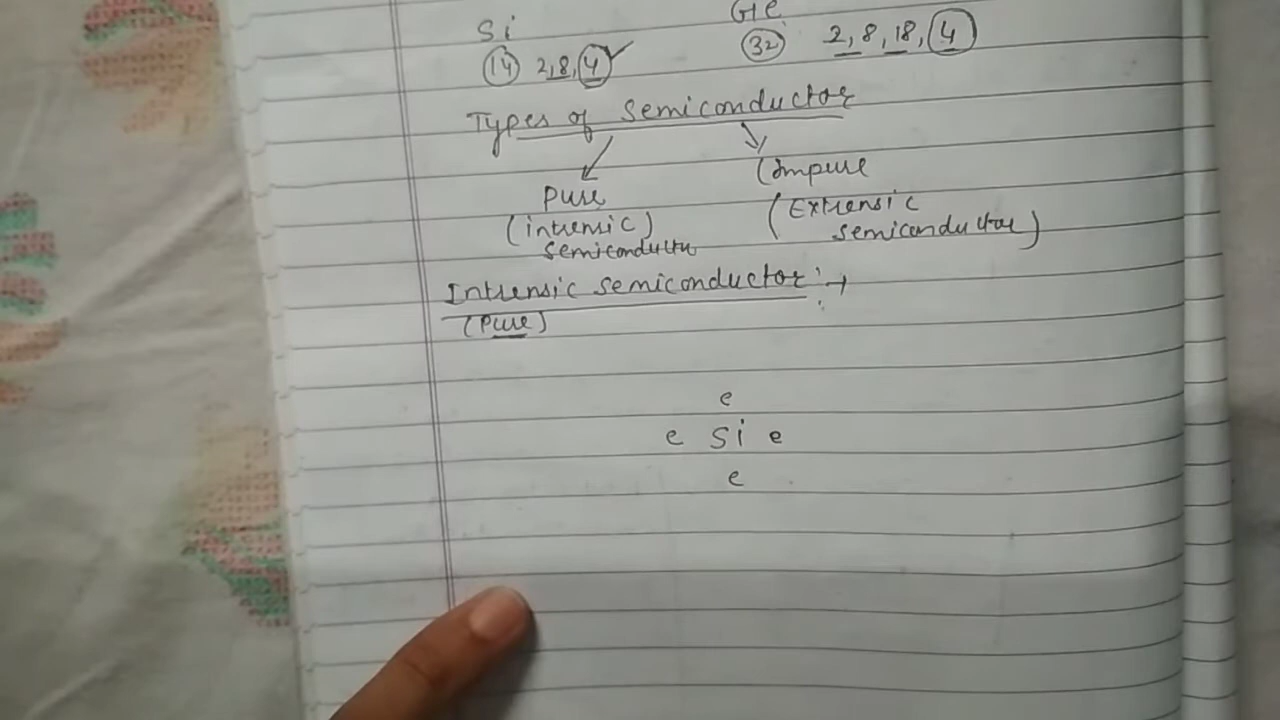 Si Ge
(14) 2,8,(4) (32) 2,8,18,(4)
Types of Semiconductor
Pure Impure
(intrensic) (Extrensic
semiconductor semiconductor)
Intrensic semiconductor :→
(Pure)
e
e Si e
e